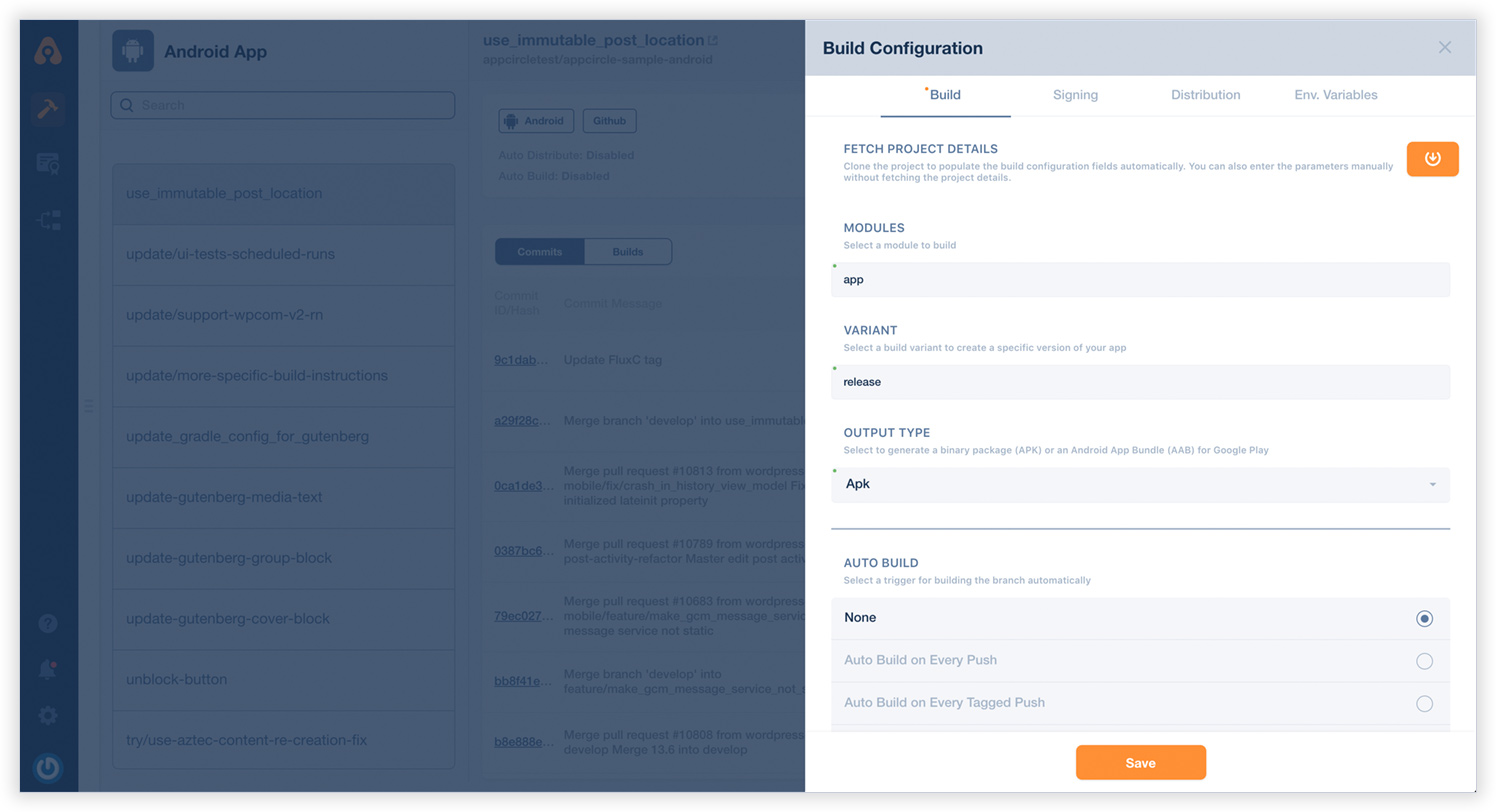 Android App
Search
use_immutable_post_location
update/ui-tests-scheduled-runs
update/support-wpcom-v2-rn
update/more-specific-build-instructions
update_gradle_config_for_gutenberg
update-gutenberg-media-text
update-gutenberg-group-block
update-gutenberg-cover-block
unblock-button
try/use-aztec-content-re-creation-fix
use_immutable_post_location
appcircletest/appcircle-sample-android
Android
Github
Auto Distribute: Disabled
Auto Build: Disabled
Commits
Builds
Commit
ID/Hash
Commit Message
9c1dab...
Update FluxC tag
a29f28c...
Merge branch 'develop' into use_immutabl
0ca1de3...
Merge pull request #10813 from wordpress
mobile/fix/crash_in_history_view_model Fix
initialized lateinit property
0387bc6...
Merge pull request #10789 from wordpress
post-activity-refactor Master edit post activ
79ec027...
Merge pull request #10683 from wordpress
mobile/feature/make_gcm_message_servic
message service not static
bb8f41e...
Merge branch 'develop' into
feature/make_gcm_message_service_not_s
b8e888e...
Merge pull request #10808 from wordpress
develop Merge 13.6 into develop
Build Configuration
Build
Signing
Distribution
Env. Variables
FETCH PROJECT DETAILS
Clone the project to populate the build configuration fields automatically. You can also enter the parameters manually
without fetching the project details.
MODULES
Select a module to build
app
VARIANT
Select a build variant to create a specific version of your app
release
OUTPUT TYPE
Select to generate a binary package (APK) or an Android App Bundle (AAB) for Google Play
Apk
AUTO BUILD
Select a trigger for building the branch automatically
None
Auto Build on Every Push
Auto Build on Every Tagged Push
Save